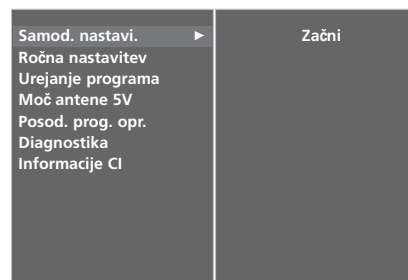 Samod. nastavi. ► Začni
Ročna nastavitev
Urejanje programa
Moč antene 5V
Posod. prog. opr.
Diagnostika
Informacije CI